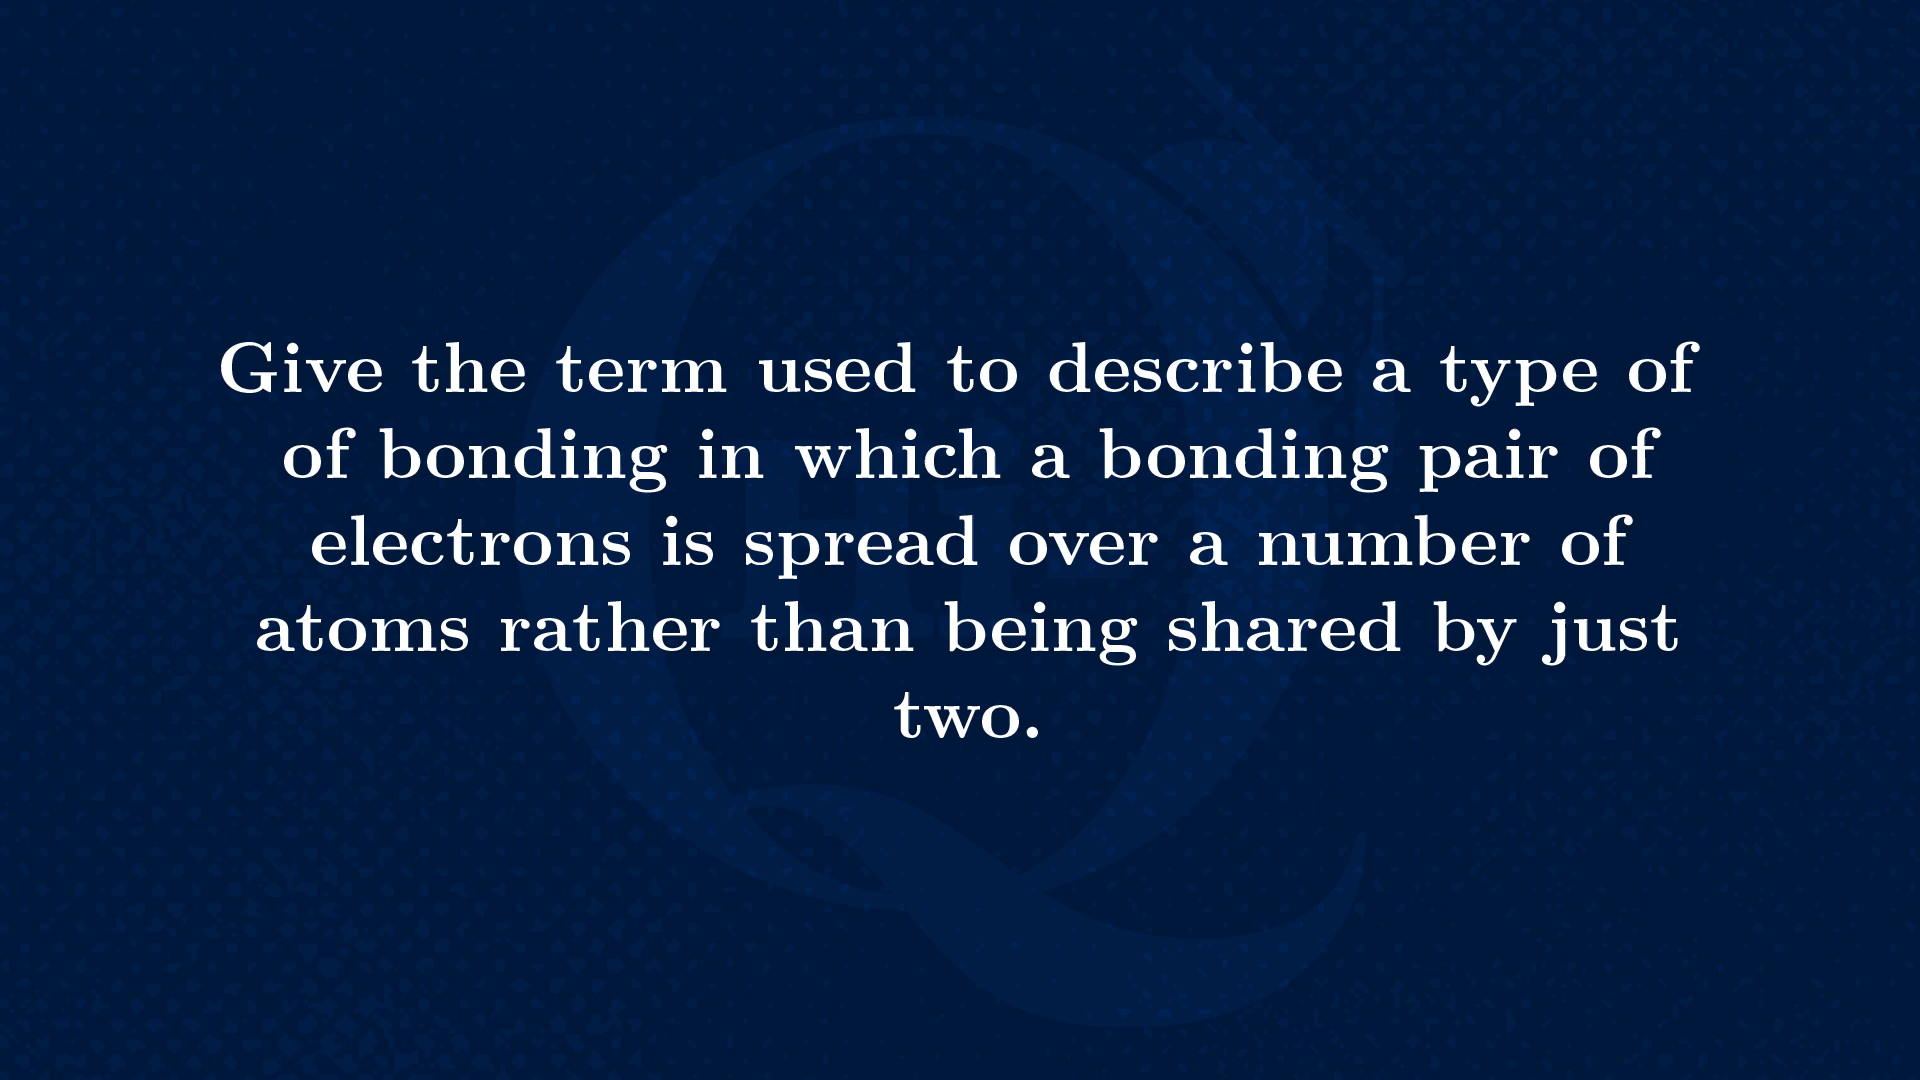 Give the term used to describe a type of
of bonding in which a bonding pair of
electrons is spread over a number of
atoms rather than being shared by just
two.